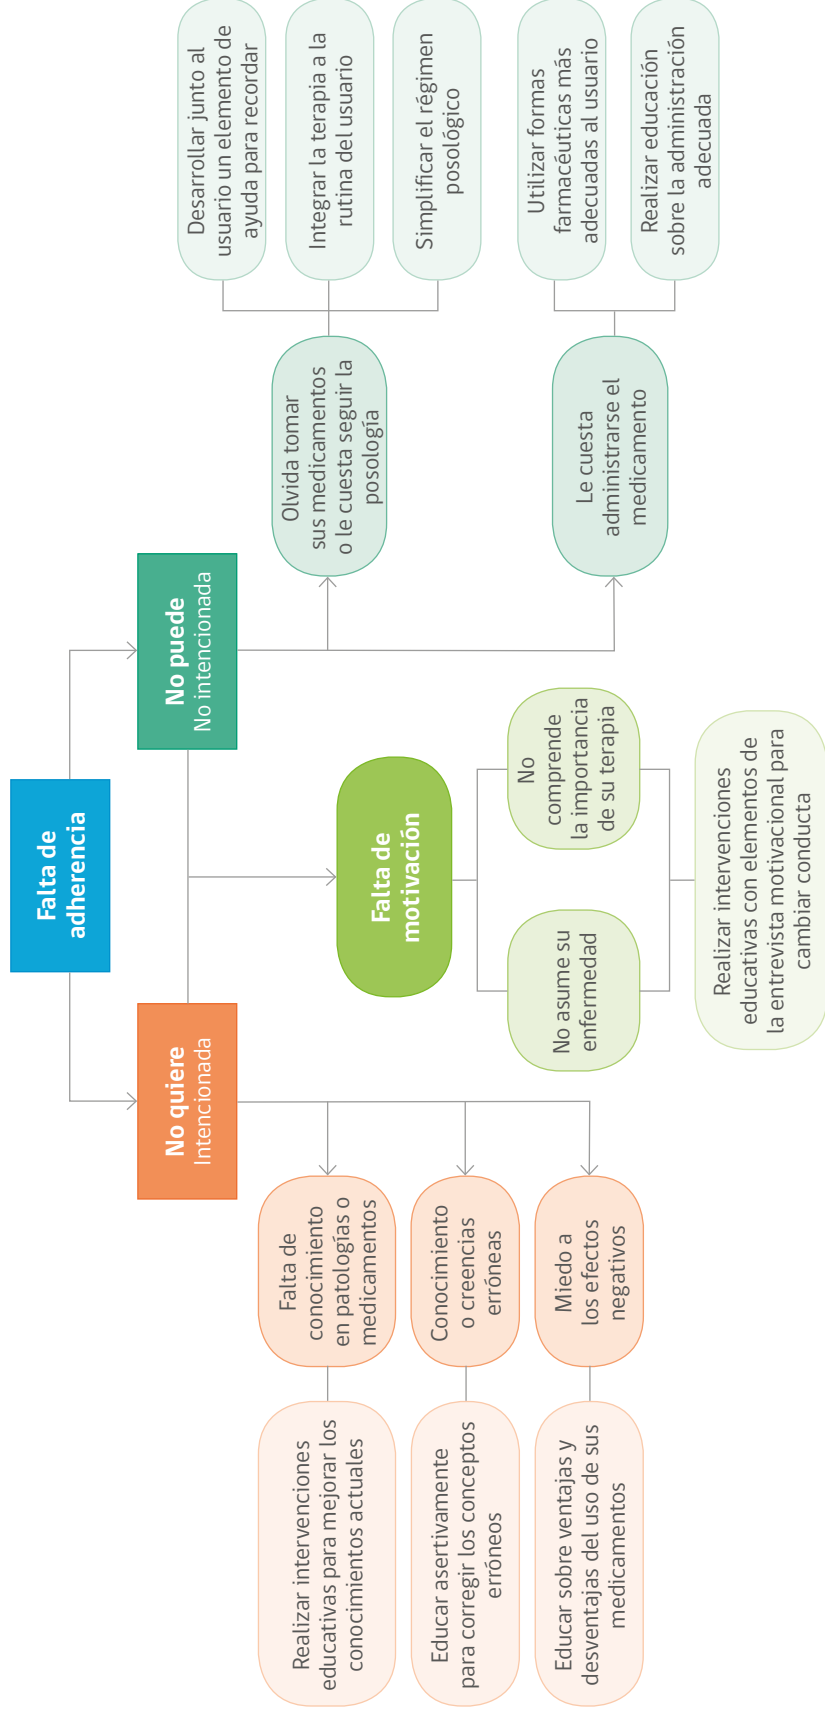 Falta de
adherencia
No quiere
Intencionada
No puede
No intencionada
Falta de
conocimiento
en patologías o
medicamentos
Realizar intervenciones
educativas para mejorar los
conocimientos actuales
Conocimiento
o creencias
erróneas
Educar asertivamente
para corregir los conceptos
erróneos
Miedo a
los efectos
negativos
Educar sobre ventajas y
desventajas del uso de sus
medicamentos
Falta de
motivación
No asume su
enfermedad
No
comprende
la importancia
de su terapia
Realizar intervenciones
educativas con elementos de
la entrevista motivacional para
cambiar conducta
Olvida tomar
sus medicamentos
o le cuesta seguir la
posología
Desarrollar junto al
usuario un elemento de
ayuda para recordar
Integrar la terapia a la
rutina del usuario
Simplificar el régimen
posológico
Le cuesta
administrarse el
medicamento
Utilizar formas
farmacéuticas más
adecuadas al usuario
Realizar educación
sobre la administración
adecuada